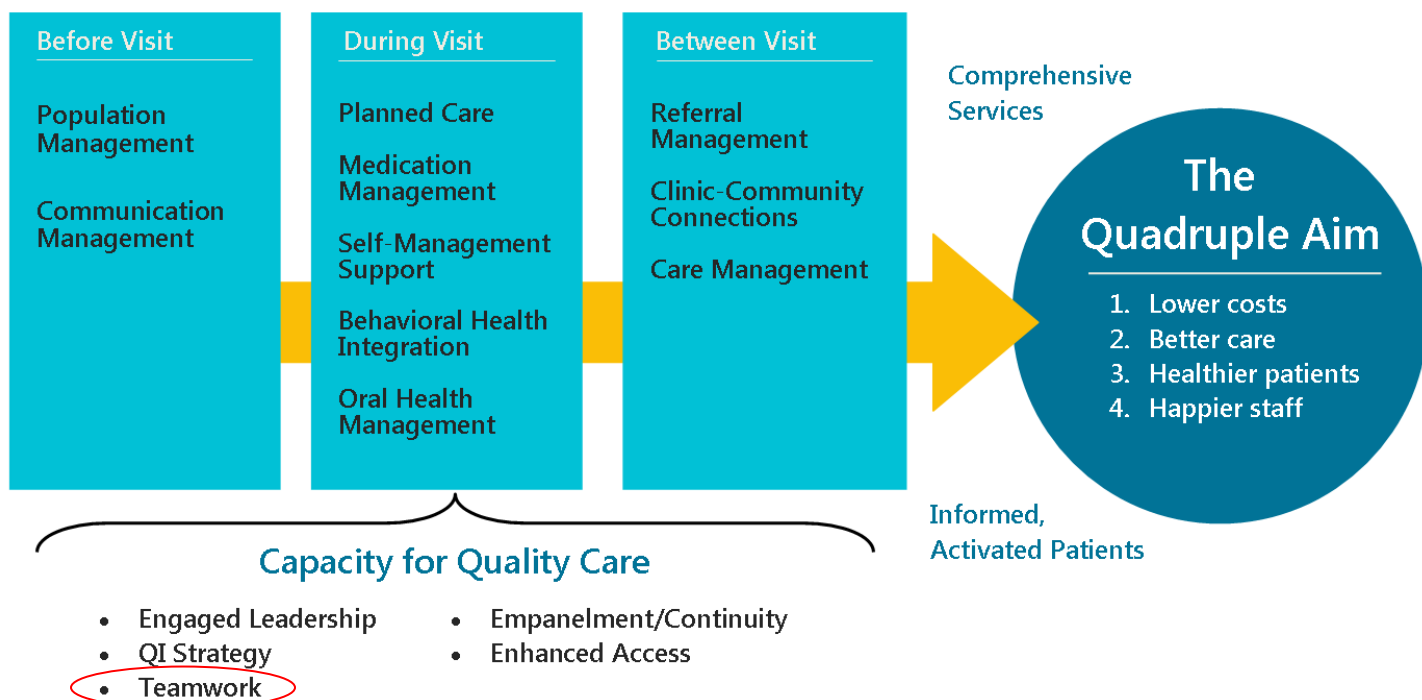 Before Visit
Population
Management
Communication
Management
During Visit
Planned Care
Medication
Management
Self-Management
Support
Behavioral Health
Integration
Oral Health
Management
Between Visit
Referral
Management
Clinic-Community
Connections
Care Management
Comprehensive
Services
The
Quadruple Aim
1. Lower costs
2. Better care
3. Healthier patients
4. Happier staff
Informed,
Activated Patients
Capacity for Quality Care
• Engaged Leadership
• QI Strategy
• Teamwork
• Empanelment/Continuity
• Enhanced Access